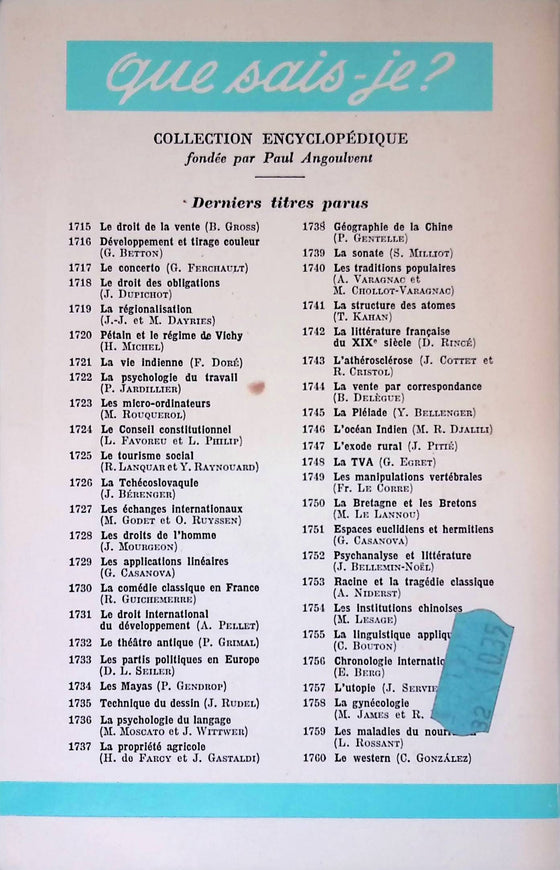 que sais-je?
COLLECTION ENCYCLOPÉDIQUE
fondée par Paul Angoulvent
Derniers titres parus
1715 Le droit de la vente (B. GROSS)
1716 Développement et tirage couleur
(G. BETTON)
1717 Le concerto (G. FERCHAULT)
1718 Le droit des obligations
(J. DUPICHOT)
1719 La régionalisation
(J.-J. et M. DAYRIES)
1720 Pétain et le régime de Vichy
(H. MICHEL)
1721 La vie indienne (F. DORÉ)
1722 La psychologie du travail
(P. JARDILLIER)
1723 Les micro-ordinateurs
(M. ROUQUEROL)
1724 Le Conseil constitutionnel
(L. FAVOREU et L. PHILIP)
1725 Le tourisme social
(R. LANQUAR et Y. RAYNOUARD)
1726 La Tchécoslovaquie
(J. BÉRENGER)
1727 Les échanges internationaux
(M. GODET et O. RUYSSEN)
1728 Les droits de l'homme
(J. MOURGEON)
1729 Les applications linéaires
(G. CASANOVA)
1730 La comédie classique en France
(R. GUICHEMERRE)
1731 Le droit international
du développement (A. PELLET)
1732 Le théâtre antique (P. GRIMAL)
1733 Les partis politiques en Europe
(D. L. SEILER)
1734 Les Mayas (P. GENDROP)
1735 Technique du dessin (J. RUDEL)
1736 La psychologie du langage
(M. MOSCATO et J. WITTWER)
1737 La propriété agricole
(H. de FARCY et J. GASTALDI)
1738 Géographie de la Chine
(P. GENTELLE)
1739 La sonate (S. MILLIOT)
1740 Les traditions populaires
(A. VARAGNAC et
M. CHOLLOT-VARAGNAC)
1741 La structure des atomes
(T. KAHAN)
1742 La littérature française
du XIXe siècle (D. RINCÉ)
1743 L'athérosclérose (J. COTTET et
R. CRISTOL)
1744 La vente par correspondance
(B. DELÈGUE)
1745 La Pléiade (Y. BELLENGER)
1746 L'océan Indien (M. R. DJALILI)
1747 L'exode rural (J. PITIÉ)
1748 La TVA (G. EGRET)
1749 Les manipulations vertébrales
(Fr. LE CORRE)
1750 La Bretagne et les Bretons
(M. LE LANNOU)
1751 Espaces euclidiens et hermitiens
(G. CASANOVA)
1752 Psychanalyse et littérature
(J. BELLEMIN-NOËL)
1753 Racine et la tragédie classique
(A. NIDERST)
1754 Les institutions chinoises
(M. LESAGE)
1755 La linguistique appliqu
(C. BOUTON)
1756 Chronologie internatio
(E. BERG)
1757 L'utopie (J. SERVIE
1758 La gynécologie
(M. JAMES et R.
1759 Les maladies du nour
(L. ROSSANT)
1760 Le western (C. GONZÁLEZ)